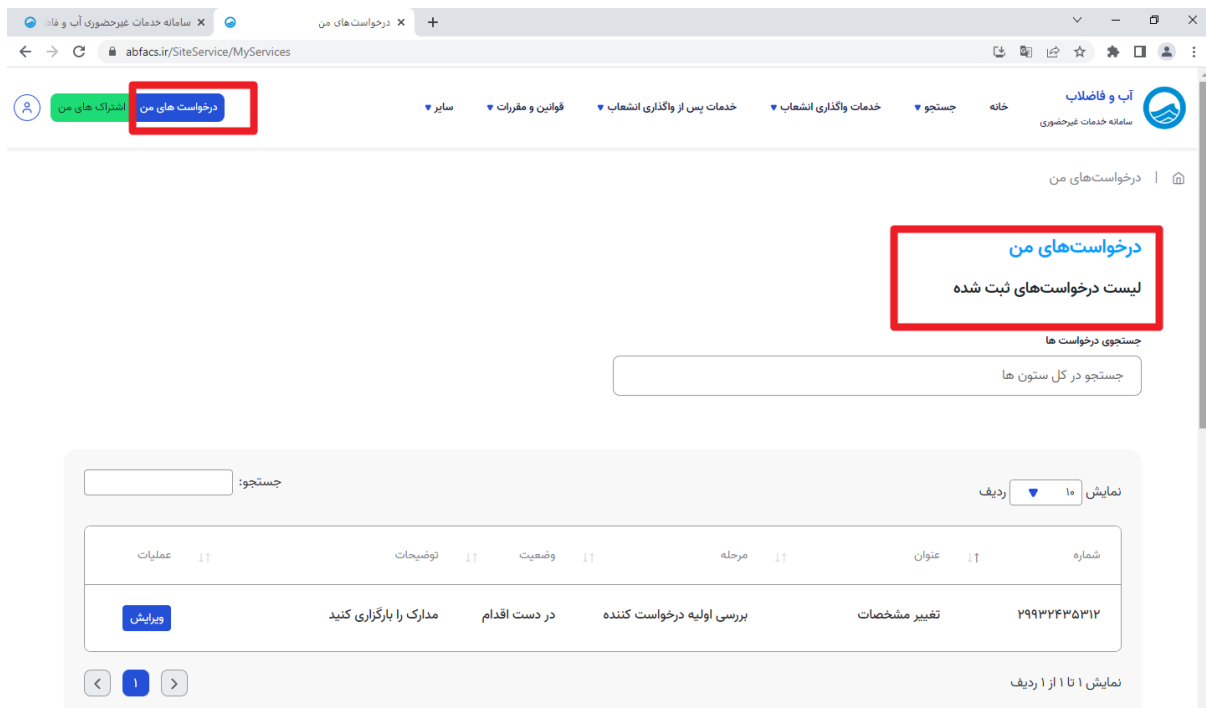 سامانه خدمات غیرحضوری آب و فاض
درخواست‌های من
abfacs.ir/SiteService/MyServices
آب و فاضلاب
سامانه خدمات غیرحضوری
خانه
جستجو
خدمات واگذاری انشعاب
خدمات پس از واگذاری انشعاب
قوانین و مقررات
سایر
درخواست های من
اشتراک های من
درخواست‌های من
درخواست‌های من
لیست درخواست‌های ثبت شده
جستجوی درخواست ها
جستجو در کل ستون ها
نمایش ۱۰ ردیف
جستجو:
شماره عنوان مرحله وضعیت توضیحات عملیات
۲۹۹۳۲۴۳۵۳۱۲ تغییر مشخصات بررسی اولیه درخواست کننده در دست اقدام مدارک را بارگزاری کنید ویرایش
نمایش ۱ تا ۱ از ۱ ردیف
۱